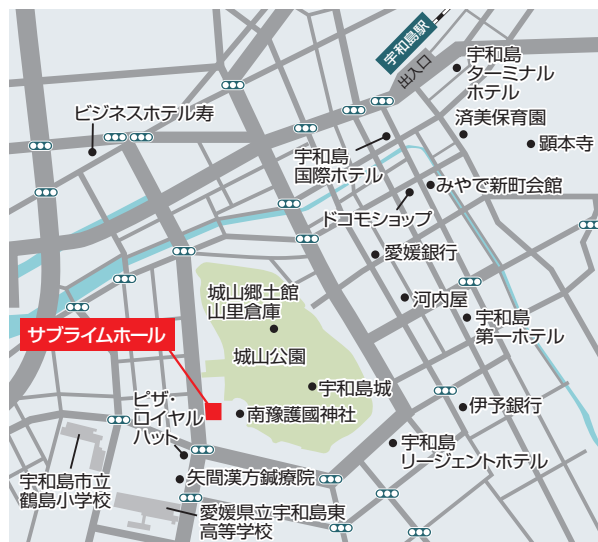 宇和島駅
出入口
宇和島
ターミナル
ホテル
ビジネスホテル寿
済美保育園
顕本寺
宇和島
国際ホテル
みやで新町会館
ドコモショップ
愛媛銀行
城山郷土館
山里倉庫
河内屋
宇和島
第一ホテル
サブライムホール
城山公園
宇和島城
ピザ・
ロイヤル
ハット
南豫護國神社
伊予銀行
宇和島
リージェントホテル
宇和島市立
鶴島小学校
矢間漢方鍼療院
愛媛県立宇和島東
高等学校